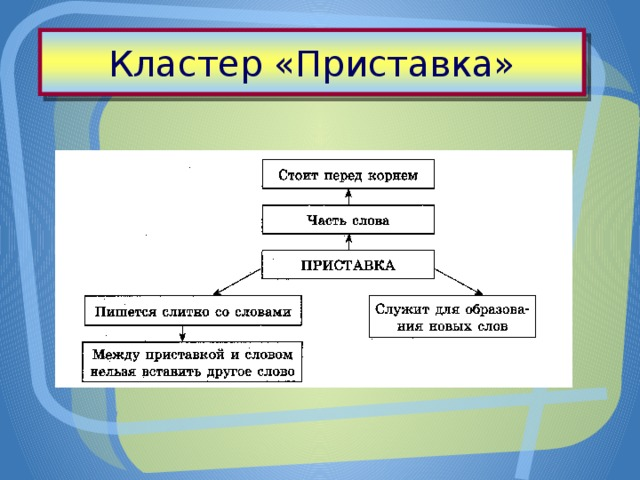 Кластер «Приставка»
Стоит перед корнем
Часть слова
ПРИСТАВКА
Пишется слитно со словами
Служит для образова-
ния новых слов
Между приставкой и словом
нельзя вставить другое слово